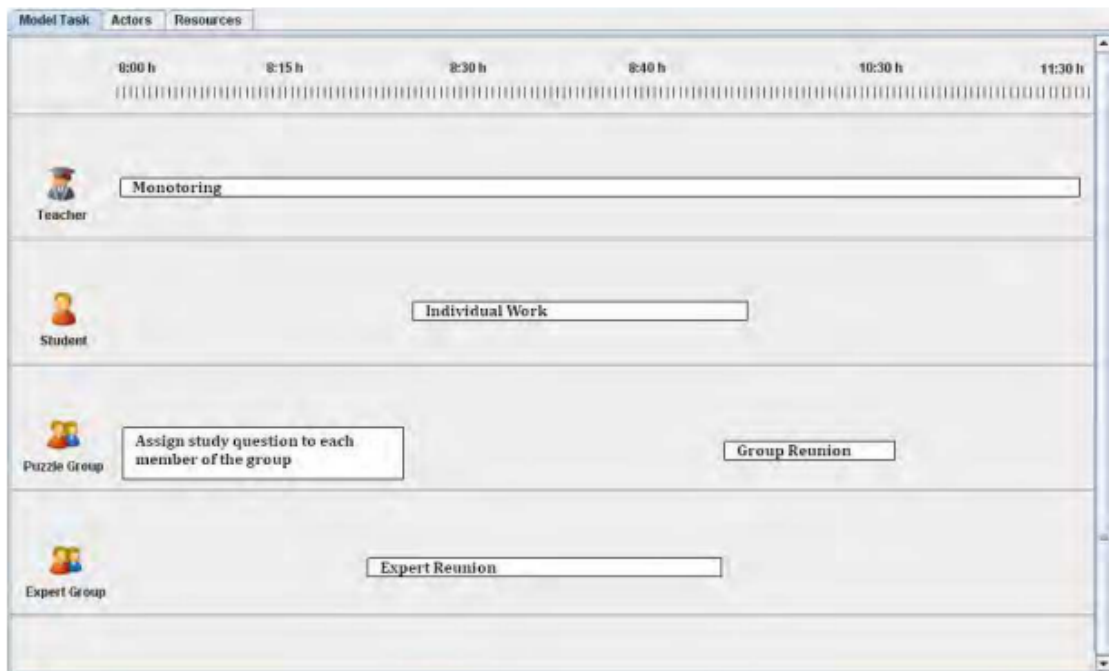 Model Task Actors Resources
8:00 h 8:15 h 8:30 h 8:40 h 10:30 h 11:30 h
Monotoring
Teacher
Individual Work
Student
Assign study question to each
member of the group
Group Reunion
Puzzle Group
Expert Reunion
Expert Group